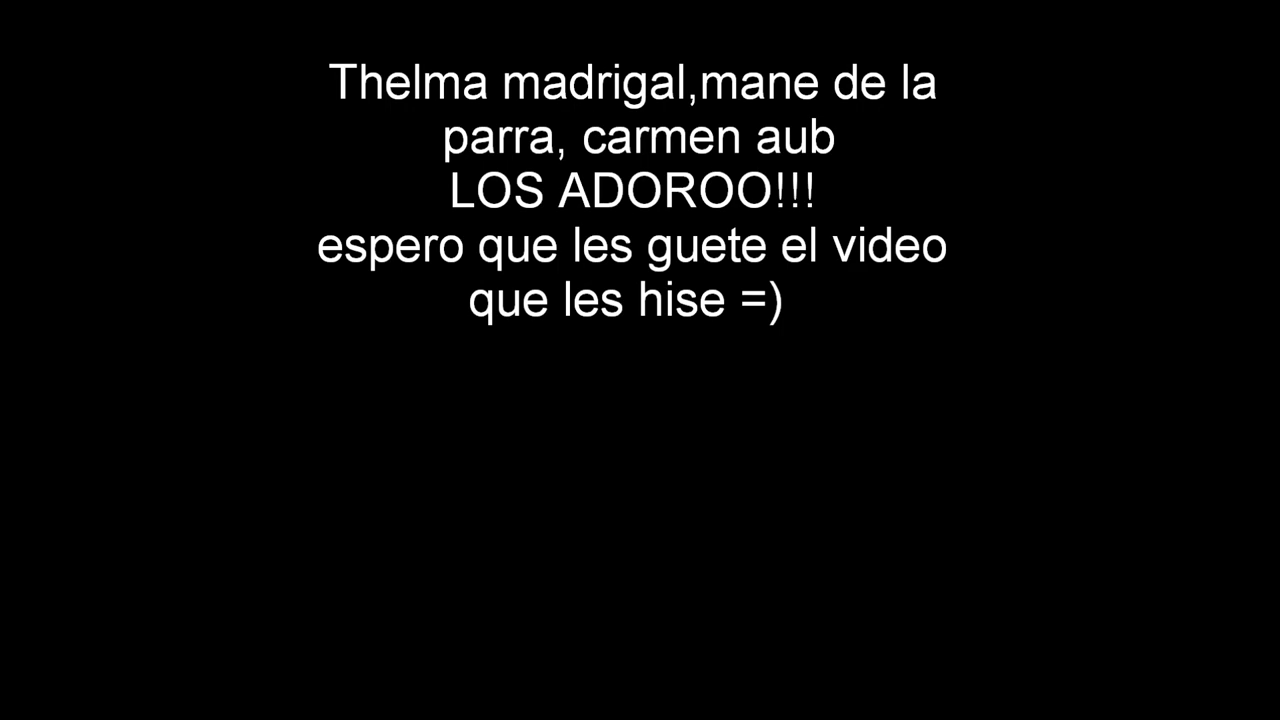 Thelma madrigal,mane de la
parra, carmen aub
LOS ADOROO!!!
espero que les guete el video
que les hise =)